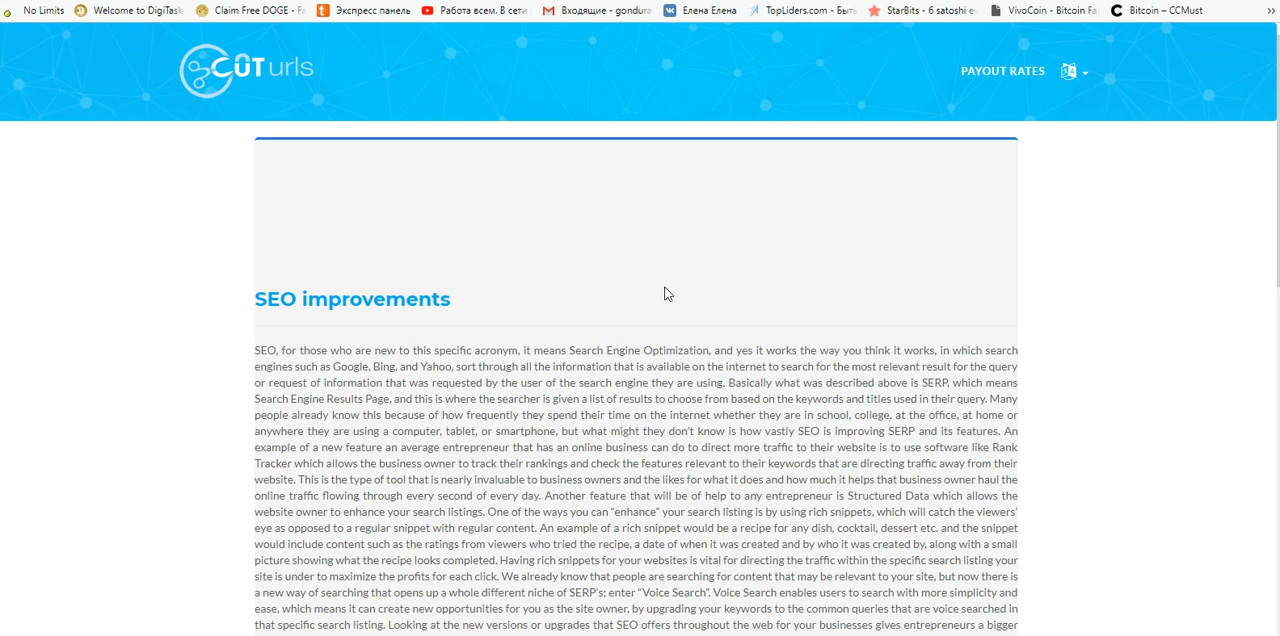 No Limits Welcome to DigiTask Claim Free DOGE - Fa Экспресс панель Работа всем. В сети Входящие - gondura Елена Елена TopLiders.com - Быть StarBits - 6 satoshi e VivoCoin - Bitcoin Fa Bitcoin – CCMust »
CUT urls
PAYOUT RATES
SEO improvements
SEO, for those who are new to this specific acronym, it means Search Engine Optimization, and yes it works the way you think it works, in which search
engines such as Google, Bing, and Yahoo, sort through all the information that is available on the internet to search for the most relevant result for the query
or request of information that was requested by the user of the search engine they are using. Basically what was described above is SERP, which means
Search Engine Results Page, and this is where the searcher is given a list of results to choose from based on the keywords and titles used in their query. Many
people already know this because of how frequently they spend their time on the internet whether they are in school, college, at the office, at home or
anywhere they are using a computer, tablet, or smartphone, but what might they don't know is how vastly SEO is improving SERP and its features. An
example of a new feature an average entrepreneur that has an online business can do to direct more traffic to their website is to use software like Rank
Tracker which allows the business owner to track their rankings and check the features relevant to their keywords that are directing traffic away from their
website. This is the type of tool that is nearly invaluable to business owners and the likes for what it does and how much it helps that business owner haul the
online traffic flowing through every second of every day. Another feature that will be of help to any entrepreneur is Structured Data which allows the
website owner to enhance your search listings. One of the ways you can “enhance” your search listing is by using rich snippets, which will catch the viewers’
eye as opposed to a regular snippet with regular content. An example of a rich snippet would be a recipe for any dish, cocktail, dessert etc. and the snippet
would include content such as the ratings from viewers who tried the recipe, a date of when it was created and by who it was created by, along with a small
picture showing what the recipe looks completed. Having rich snippets for your websites is vital for directing the traffic within the specific search listing your
site is under to maximize the profits for each click. We already know that people are searching for content that may be relevant to your site, but now there is
a new way of searching that opens up a whole different niche of SERP’s; enter “Voice Search”. Voice Search enables users to search with more simplicity and
ease, which means it can create new opportunities for you as the site owner, by upgrading your keywords to the common queries that are voice searched in
that specific search listing. Looking at the new versions or upgrades that SEO offers throughout the web for your businesses gives entrepreneurs a bigger